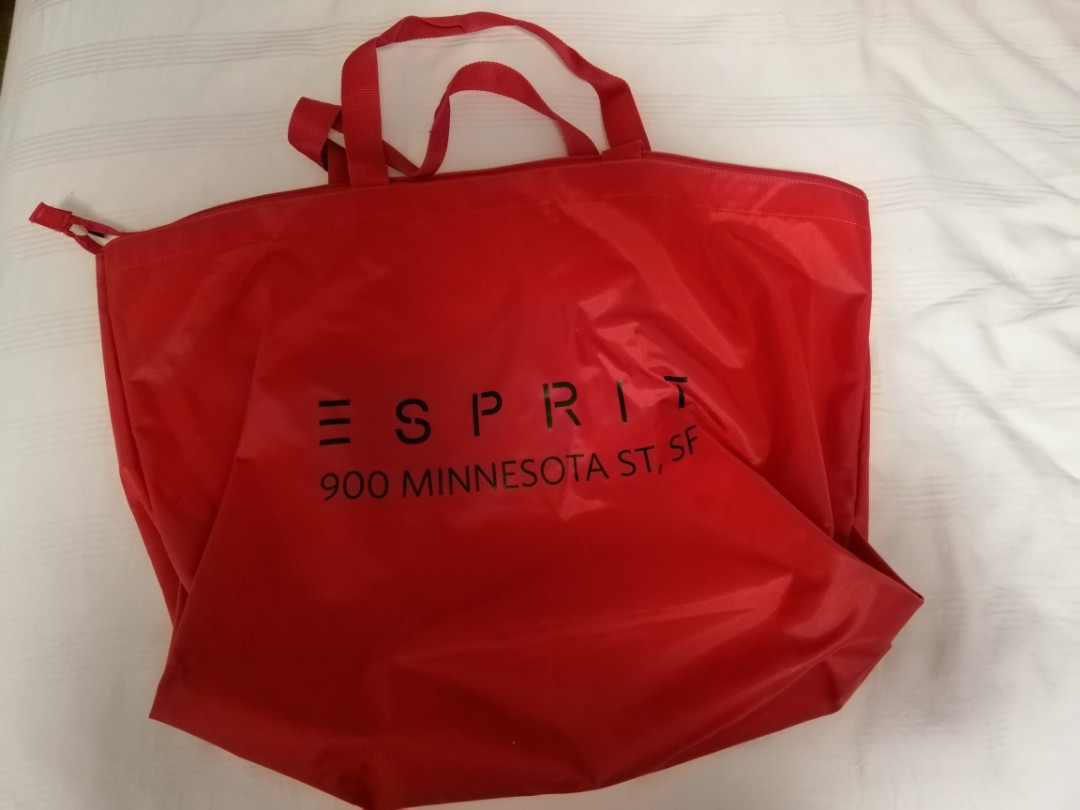 ESPRIT
900 MINNESOTA ST, SF